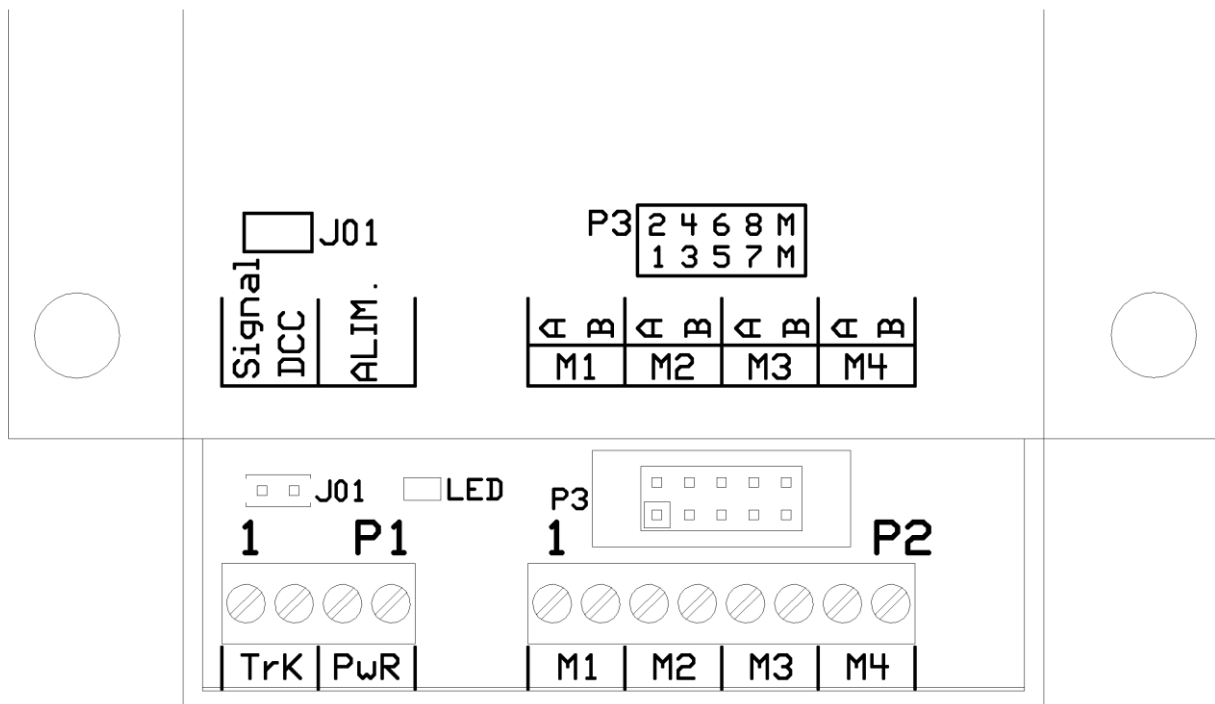 J01
P3
2 4 6 8 M
1 3 5 7 M
Signal
DCC
ALIM.
A B A B A B A B
M1 M2 M3 M4
J01
LED
P3
1 P1
1 P2
TrK PwR
M1 M2 M3 M4